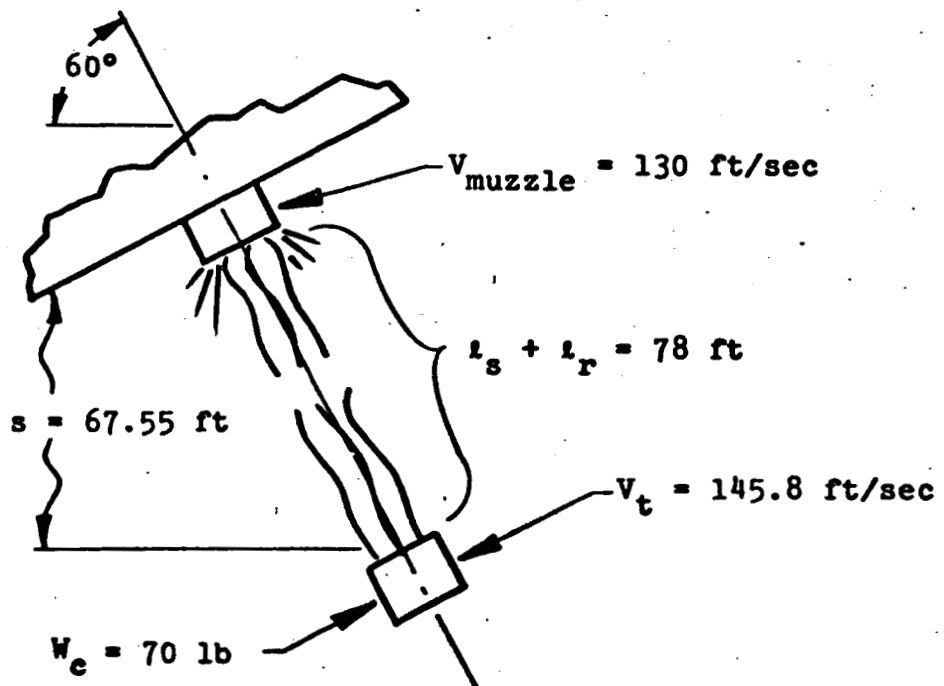 60°
V_muzzle = 130 ft/sec
ℓ_s + ℓ_r = 78 ft
s = 67.55 ft
V_t = 145.8 ft/sec
W_c = 70 lb